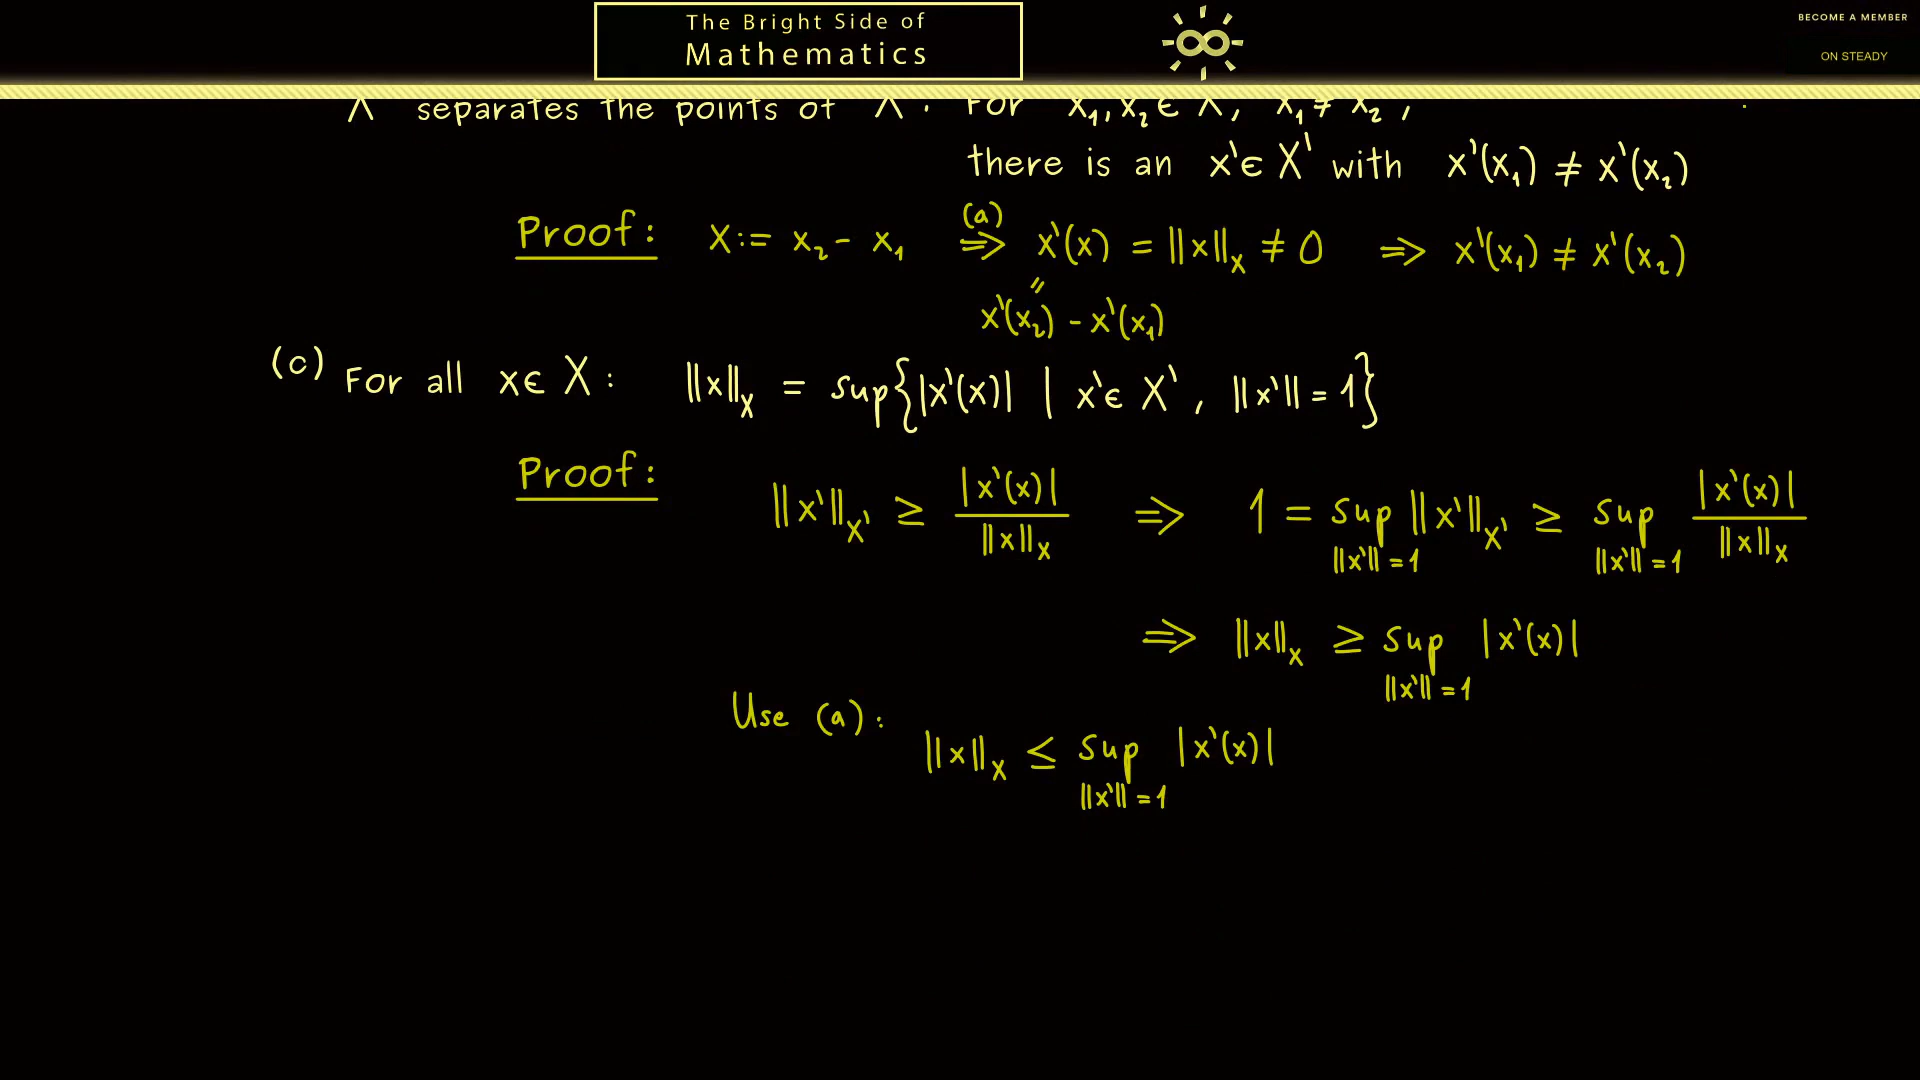 The Bright Side of
Mathematics
BECOME A MEMBER
ON STEADY
separates the points of X : For x₁, x₂ ∈ X, x₁ ≠ x₂ ,
there is an x' ∈ X' with x'(x₁) ≠ x'(x₂)
Proof: X := x₂ - x₁ (a) ⇒ x'(x) = ||x||_X ≠ 0 ⇒ x'(x₁) ≠ x'(x₂)
=
x'(x₂) - x'(x₁)
(c) For all x ∈ X : ||x||_X = sup{|x'(x)| | x' ∈ X', ||x'|| = 1}
Proof: ||x'||_X' ≥ |x'(x)| / ||x||_X ⇒ 1 = sup_{||x'|| = 1} ||x'||_X' ≥ sup_{||x'|| = 1} |x'(x)| / ||x||_X
⇒ ||x||_X ≥ sup_{||x'|| = 1} |x'(x)|
Use (a) :
||x||_X ≤ sup_{||x'|| = 1} |x'(x)|